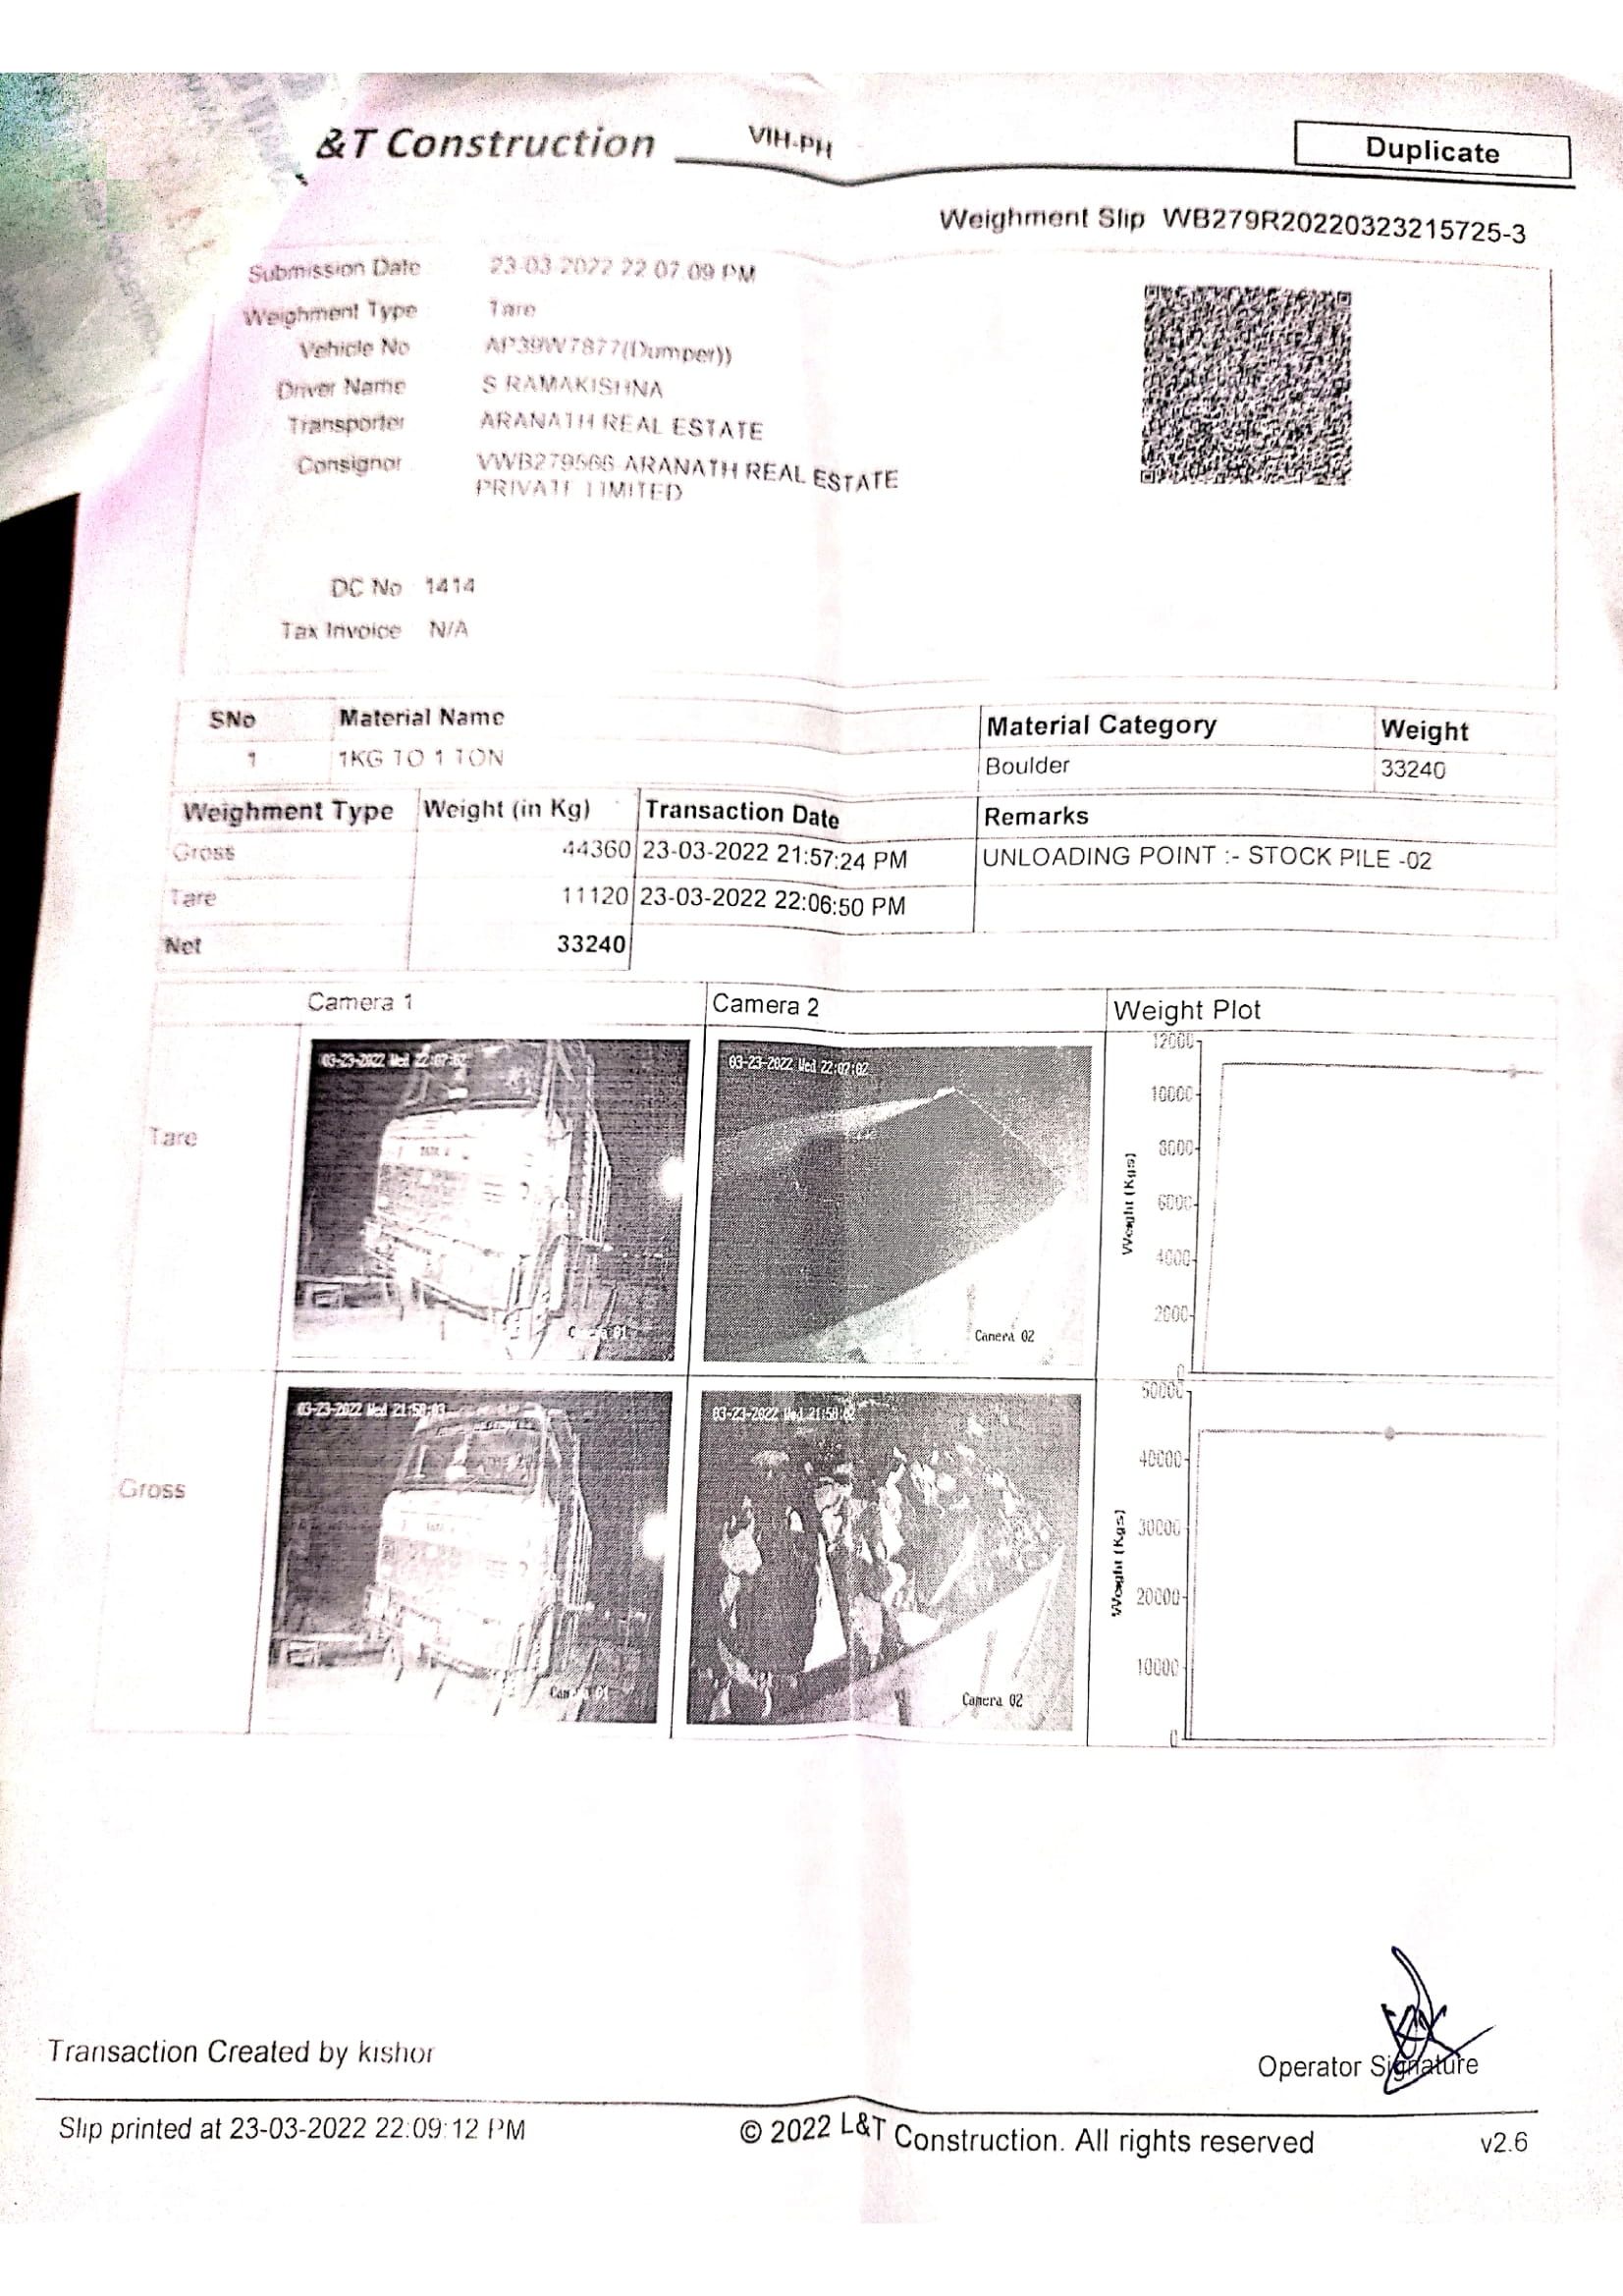 &T Construction VIH-PH Duplicate
Weighment Slip WB279R20220323215725-3
Submission Date 23-03-2022 22:07:09 PM
Weighment Type Tare
Vehicle No AP39W7877(Dumper))
Driver Name S RAMAKISHNA
Transporter ARANATH REAL ESTATE
Consignor VWB279566-ARANATH REAL ESTATE
PRIVATE LIMITED
DC No 1414
Tax Invoice N/A
SNo Material Name Material Category Weight
1 1KG TO 1 TON Boulder 33240
Weighment Type Weight (in Kg) Transaction Date Remarks
Gross 44360 23-03-2022 21:57:24 PM UNLOADING POINT :- STOCK PILE -02
Tare 11120 23-03-2022 22:06:50 PM
Net 33240
Camera 1 Camera 2 Weight Plot
Tare
03-23-2022 Wed 22:07:02
Camera 01
03-23-2022 Wed 22:07:02
Camera 02
12000
10000
8000
6000
4000
2000
0
Weight (Kgs)
Gross
03-23-2022 Wed 21:58:03
Camera 01
03-23-2022 Wed 21:58:02
Camera 02
50000
40000
30000
20000
10000
0
Weight (Kgs)
Transaction Created by kishor
Operator Signature
Slip printed at 23-03-2022 22:09:12 PM © 2022 L&T Construction. All rights reserved v2.6